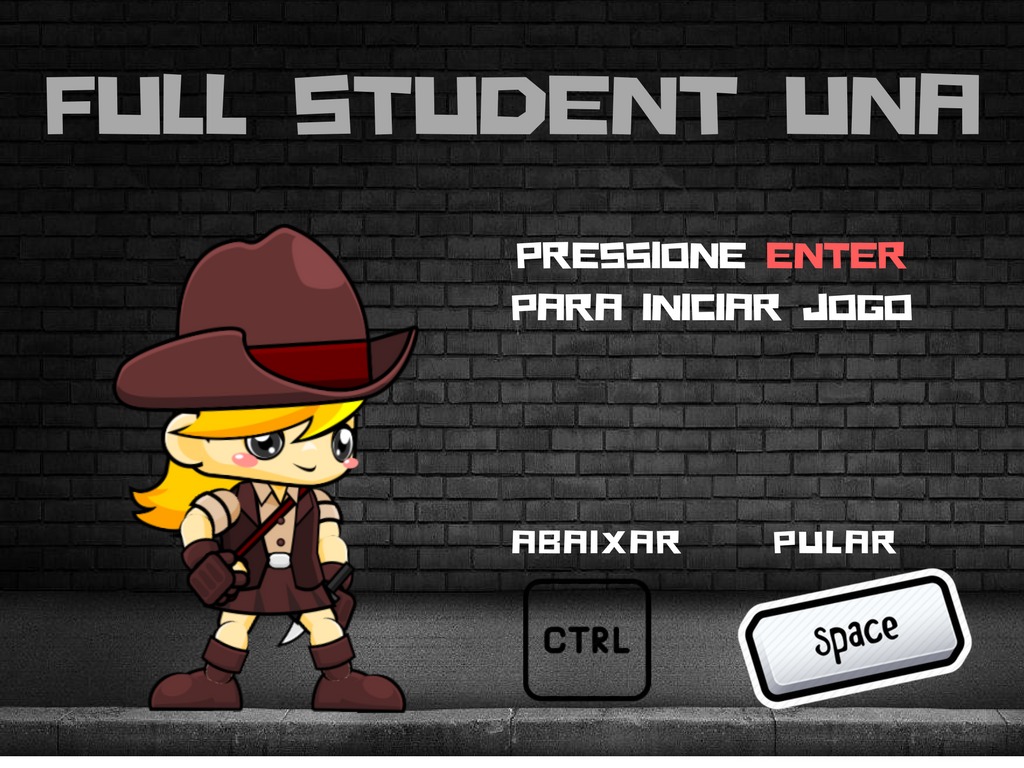 FULL STUDENT UNA
PRESSIONE ENTER
PARA INICIAR JOGO
ABAIXAR PULAR
CTRL space